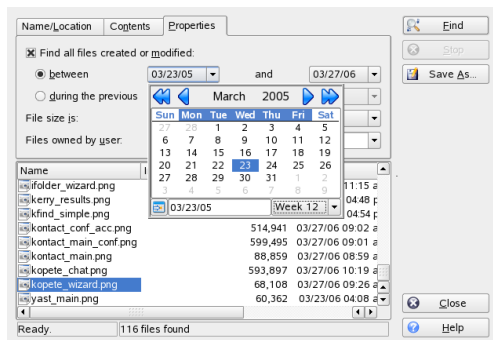 Name/Location Contents Properties
Find
Find all files created or modified:
Stop
between 03/23/05 and 03/27/06
Save As...
during the previous
March 2005
File size is:
Sun Mon Tue Wed Thu Fri Sat
27 28 1 2 3 4 5
Files owned by user:
6 7 8 9 10 11 12
13 14 15 16 17 18 19
20 21 22 23 24 25 26
27 28 29 30 31 1 2
3 4 5 6 7 8 9
03/23/05 Week 12
Name
ifolder_wizard.png 11:15 a
kerry_results.png 04:48 p
kfind_simple.png 04:54 p
kontact_conf_acc.png 514,941 03/27/06 09:02 a
kontact_main_conf.png 599,495 03/27/06 09:01 a
kontact_main.png 88,859 03/27/06 08:59 a
kopete_chat.png 593,897 03/27/06 10:19 a
kopete_wizard.png 68,108 03/27/06 09:26 a
yast_main.png 60,362 03/23/06 04:08 a
Close
Ready. 116 files found
Help